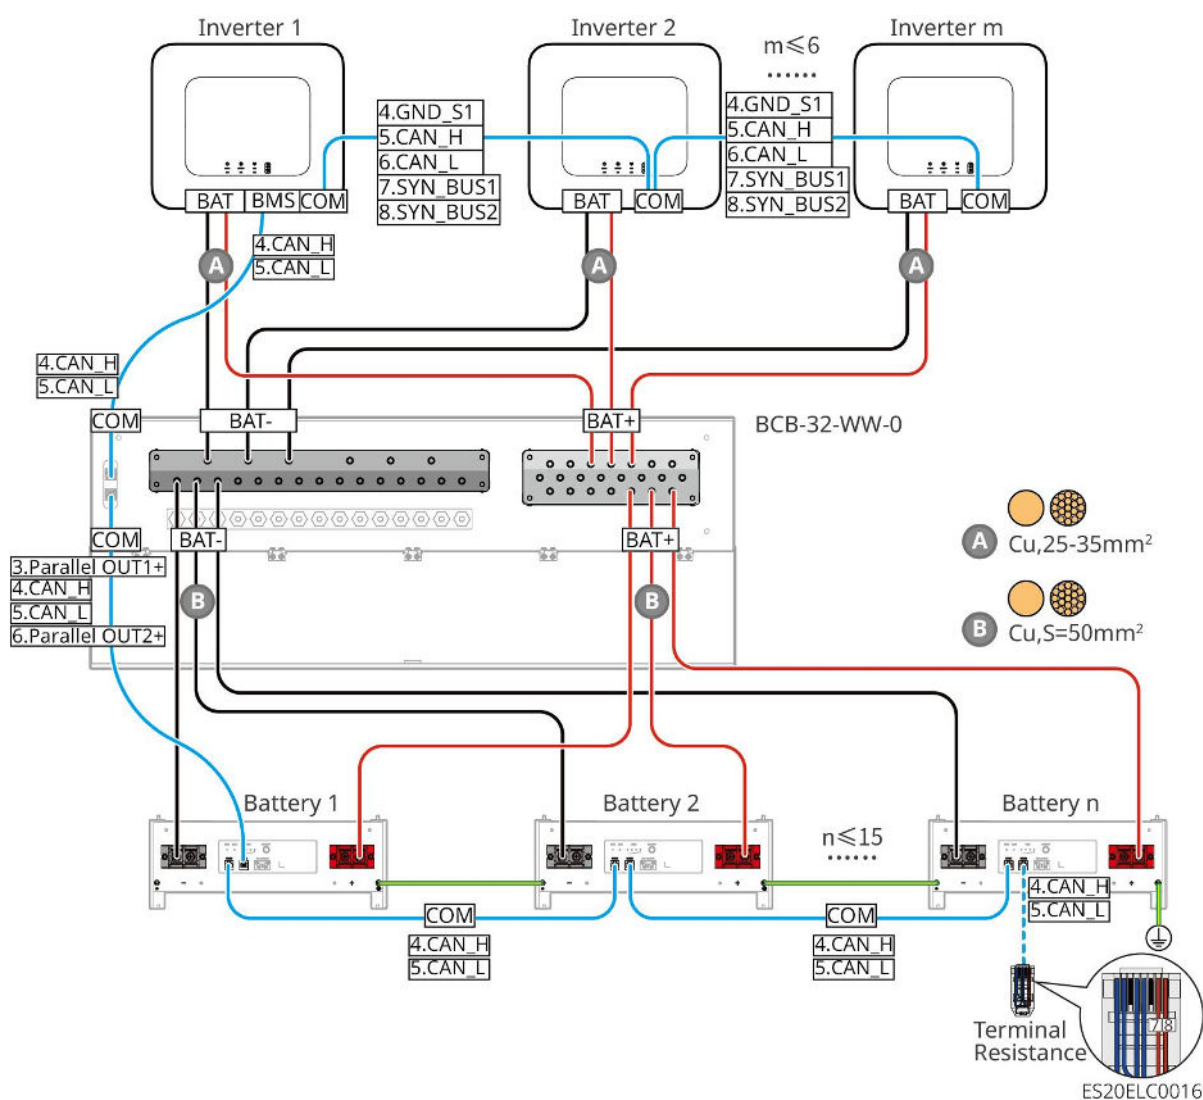 Inverter 1
Inverter 2
Inverter m
m≤6
......
4.GND_S1
5.CAN_H
6.CAN_L
7.SYN_BUS1
8.SYN_BUS2
4.GND_S1
5.CAN_H
6.CAN_L
7.SYN_BUS1
8.SYN_BUS2
BAT
BMS
COM
BAT
COM
BAT
COM
4.CAN_H
5.CAN_L
A
A
A
4.CAN_H
5.CAN_L
COM
BAT-
BAT+
BCB-32-WW-0
COM
BAT-
BAT+
3.Parallel OUT1+
4.CAN_H
5.CAN_L
6.Parallel OUT2+
B
B
A Cu,25-35mm²
B Cu,S=50mm²
Battery 1
Battery 2
Battery n
n≤15
......
-
+
-
+
-
+
COM
4.CAN_H
5.CAN_L
COM
4.CAN_H
5.CAN_L
4.CAN_H
5.CAN_L
Terminal
Resistance
7 8
ES20ELC0016